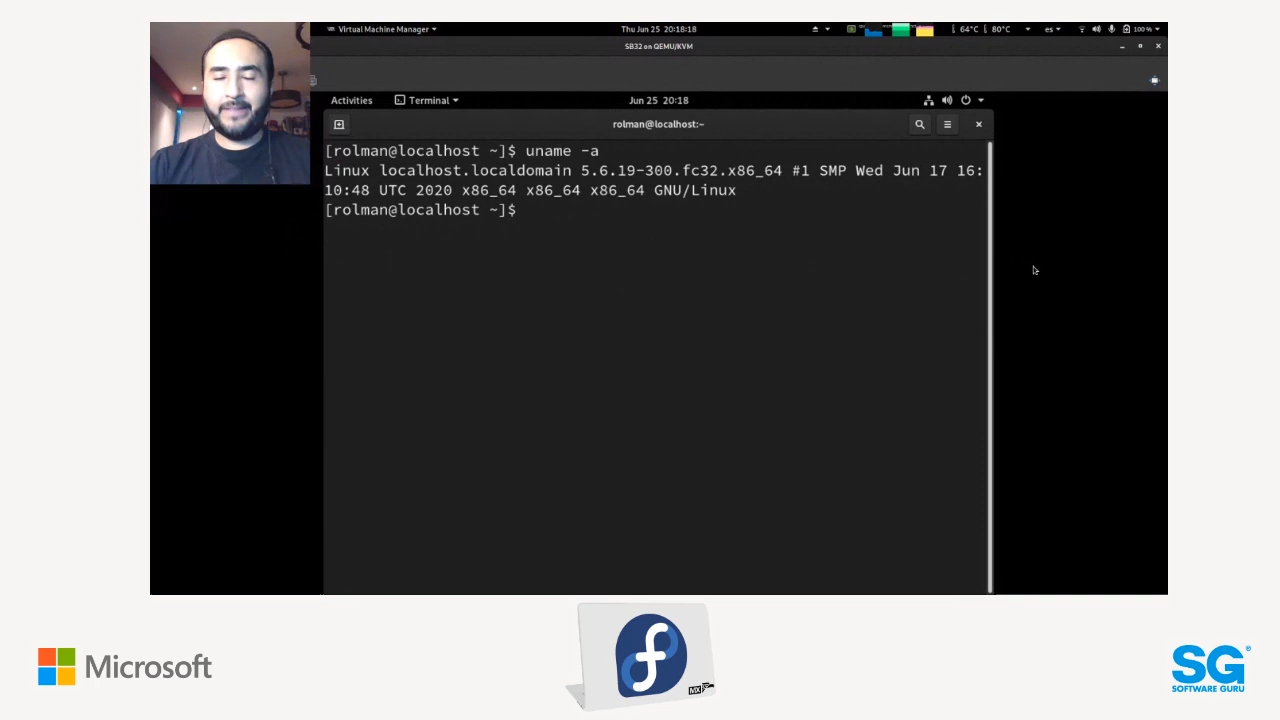 Virtual Machine Manager
Thu Jun 25 20:18:18
64°C
80°C
es
100 %
SB32 on QEMU/KVM
Activities
Terminal
Jun 25 20:18
rolman@localhost:~
[rolman@localhost ~]$ uname -a
Linux localhost.localdomain 5.6.19-300.fc32.x86_64 #1 SMP Wed Jun 17 16:
10:48 UTC 2020 x86_64 x86_64 x86_64 GNU/Linux
[rolman@localhost ~]$
Microsoft
MX
SG
SOFTWARE GURU